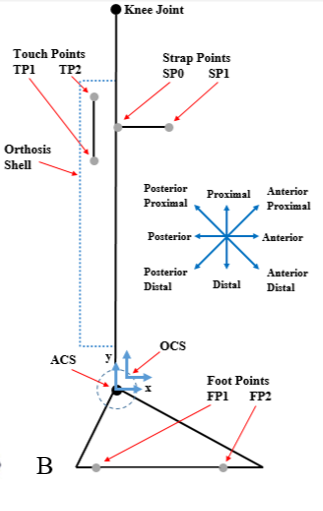 Knee Joint
Touch Points
TP1 TP2
Strap Points
SP0 SP1
Orthosis
Shell
Posterior
Proximal
Proximal
Anterior
Proximal
Posterior
Anterior
Posterior
Distal
Distal
Anterior
Distal
y
OCS
ACS
x
Foot Points
FP1 FP2
B